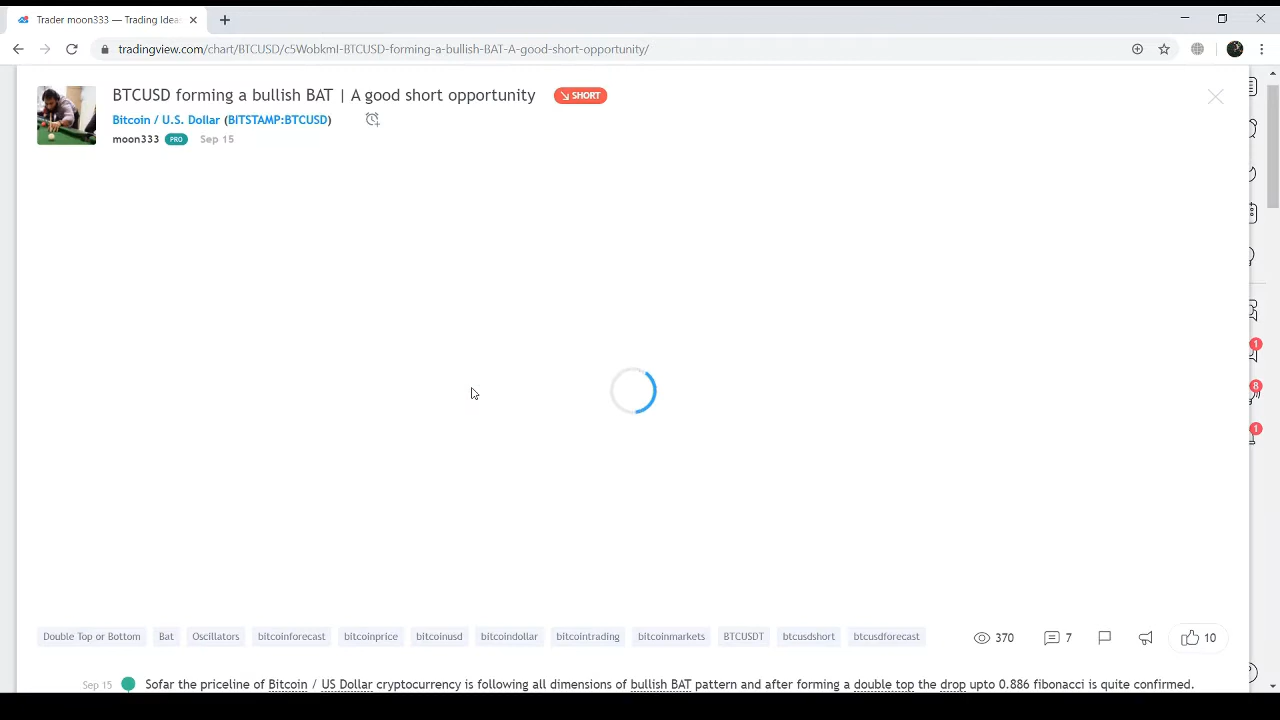 Trader moon333 — Trading Idea
tradingview.com/chart/BTCUSD/c5WobkmI-BTCUSD-forming-a-bullish-BAT-A-good-short-opportunity/
BTCUSD forming a bullish BAT | A good short opportunity SHORT
Bitcoin / U.S. Dollar (BITSTAMP:BTCUSD)
moon333 PRO Sep 15
1
8
1
Double Top or Bottom Bat Oscillators bitcoinforecast bitcoinprice bitcoinusd bitcoindollar bitcointrading bitcoinmarkets BTCUSDT btcusdshort btcusdforecast 370 7 10
Sep 15 Sofar the priceline of Bitcoin / US Dollar cryptocurrency is following all dimensions of bullish BAT pattern and after forming a double top the drop upto 0.886 fibonacci is quite confirmed.